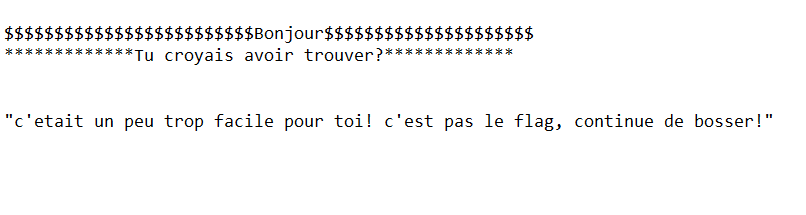 $$$$$$$$$$$$$$$$$$$$$$$$$Bonjour$$$$$$$$$$$$$$$$$$$$$
*************Tu croyais avoir trouver?*************
"c'etait un peu trop facile pour toi! c'est pas le flag, continue de bosser!"